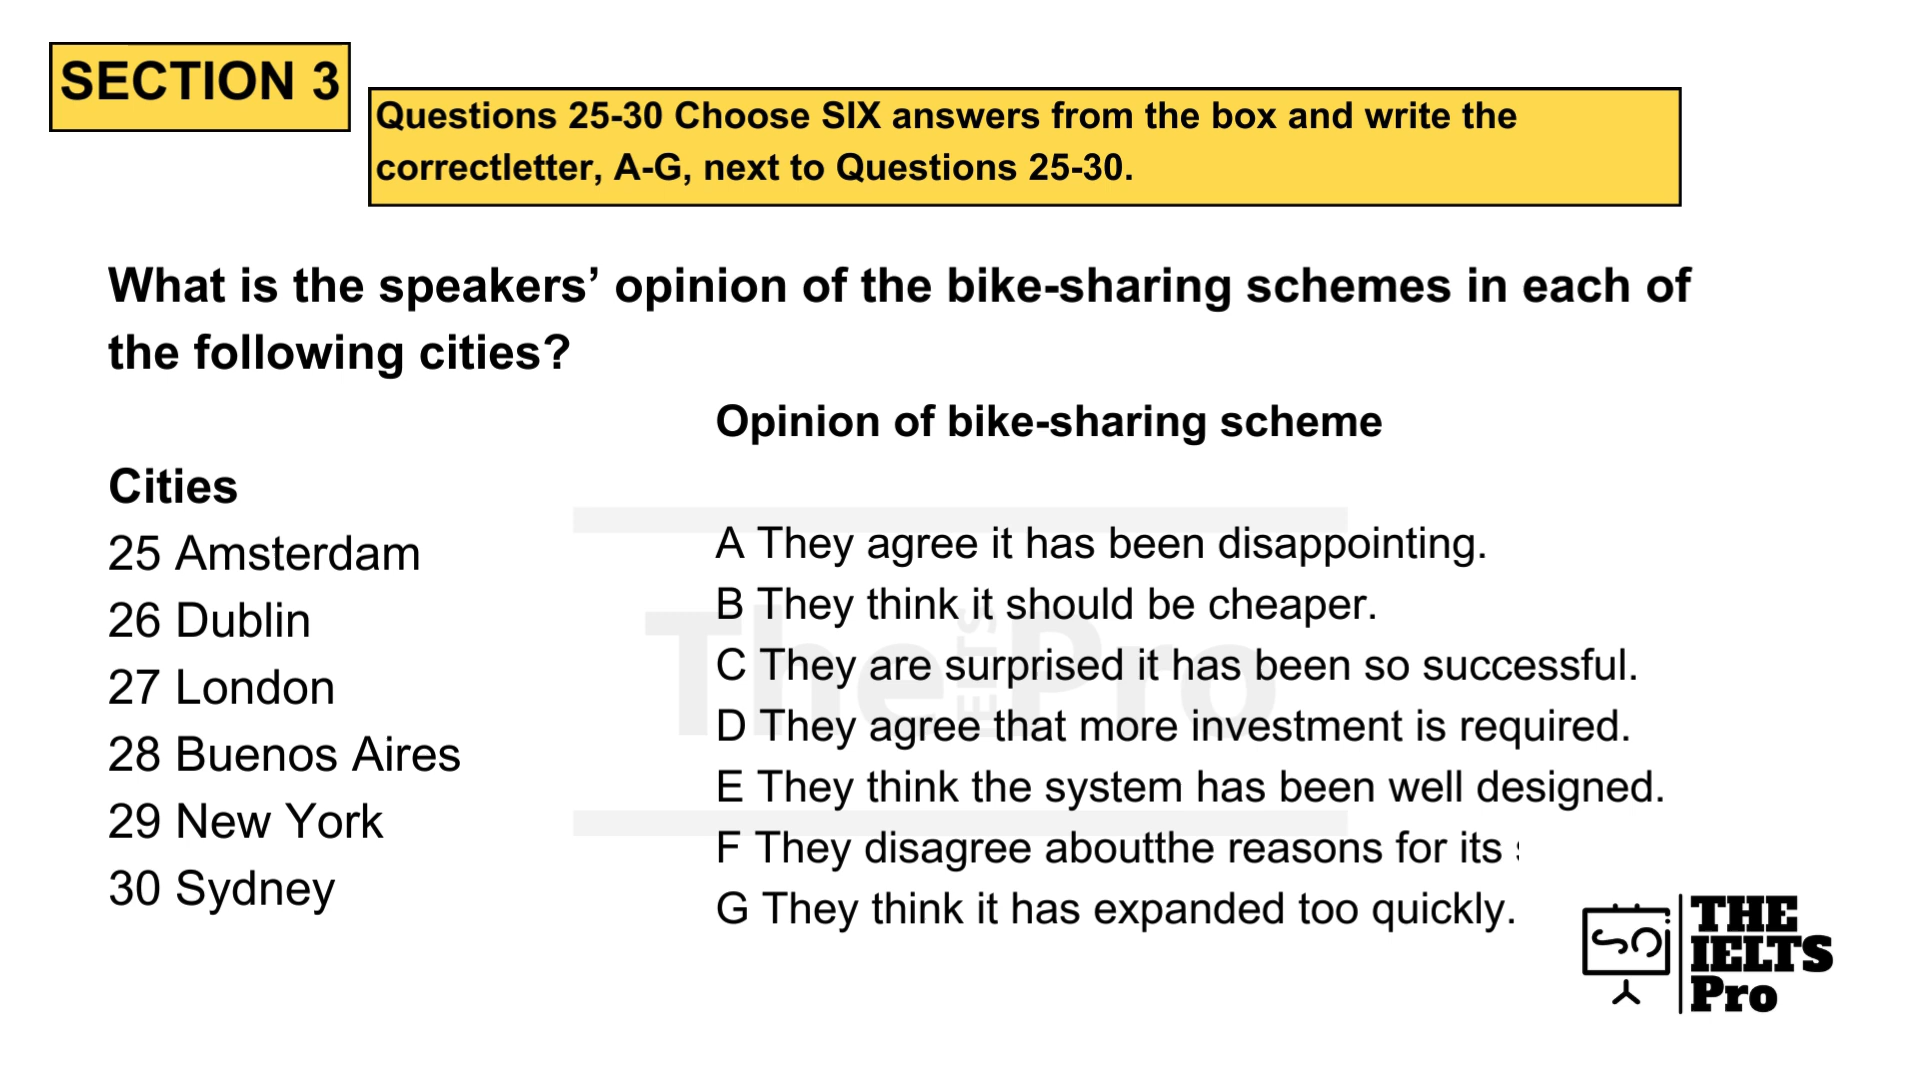 SECTION 3
Questions 25-30 Choose SIX answers from the box and write the
correctletter, A-G, next to Questions 25-30.
What is the speakers’ opinion of the bike-sharing schemes in each of
the following cities?
Cities
25 Amsterdam
26 Dublin
27 London
28 Buenos Aires
29 New York
30 Sydney
Opinion of bike-sharing scheme
A They agree it has been disappointing.
B They think it should be cheaper.
C They are surprised it has been so successful.
D They agree that more investment is required.
E They think the system has been well designed.
F They disagree aboutthe reasons for its
G They think it has expanded too quickly.
The IELTS Pro
THE
IELTS
Pro